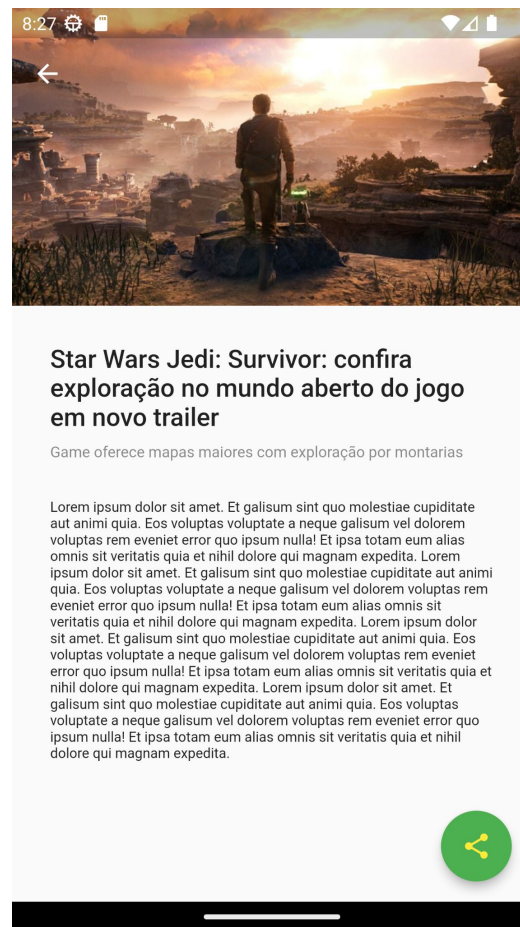 8:27
Star Wars Jedi: Survivor: confira
exploração no mundo aberto do jogo
em novo trailer
Game oferece mapas maiores com exploração por montarias
Lorem ipsum dolor sit amet. Et galisum sint quo molestiae cupiditate
aut animi quia. Eos voluptas voluptate a neque galisum vel dolorem
voluptas rem eveniet error quo ipsum nulla! Et ipsa totam eum alias
omnis sit veritatis quia et nihil dolore qui magnam expedita. Lorem
ipsum dolor sit amet. Et galisum sint quo molestiae cupiditate aut animi
quia. Eos voluptas voluptate a neque galisum vel dolorem voluptas rem
eveniet error quo ipsum nulla! Et ipsa totam eum alias omnis sit
veritatis quia et nihil dolore qui magnam expedita. Lorem ipsum dolor
sit amet. Et galisum sint quo molestiae cupiditate aut animi quia. Eos
voluptas voluptate a neque galisum vel dolorem voluptas rem eveniet
error quo ipsum nulla! Et ipsa totam eum alias omnis sit veritatis quia et
nihil dolore qui magnam expedita. Lorem ipsum dolor sit amet. Et
galisum sint quo molestiae cupiditate aut animi quia. Eos voluptas
voluptate a neque galisum vel dolorem voluptas rem eveniet error quo
ipsum nulla! Et ipsa totam eum alias omnis sit veritatis quia et nihil
dolore qui magnam expedita.